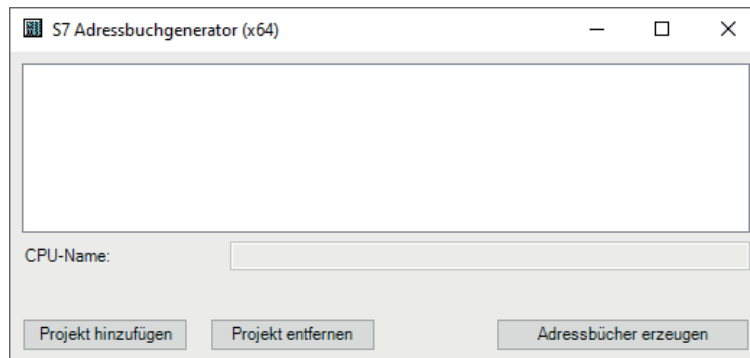 S7 Adressbuchgenerator (x64)
CPU-Name:
Projekt hinzufügen Projekt entfernen Adressbücher erzeugen